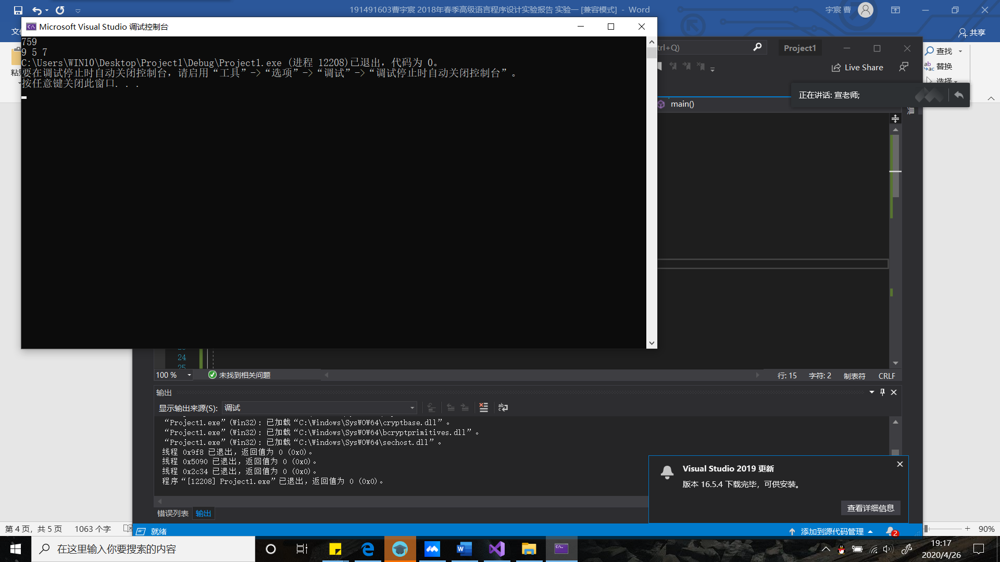 191491603曹宇宸 2018年春季高级语言程序设计实验报告 实验一 [兼容模式] - Word
宇宸 曹
共享
Microsoft Visual Studio 调试控制台
759
9 5 7
C:\Users\WIN10\Desktop\Project1\Debug\Project1.exe (进程 12208)已退出，代码为 0。
要在调试停止时自动关闭控制台，请启用“工具”->“选项”->“调试”->“调试停止时自动关闭控制台”。
按任意键关闭此窗口. . .
trl+Q)
Project1
查找
Live Share
替换
选择
正在讲话: 宣老师;
main()
24
25
100 %
未找到相关问题
行: 15
字符: 2
制表符
CRLF
输出
显示输出来源(S):
调试
“Project1.exe”(Win32): 已加载“C:\Windows\SysWOW64\cryptbase.dll”。
“Project1.exe”(Win32): 已加载“C:\Windows\SysWOW64\bcryptprimitives.dll”。
“Project1.exe”(Win32): 已加载“C:\Windows\SysWOW64\sechost.dll”。
线程 0x9f8 已退出，返回值为 0 (0x0)。
线程 0x5090 已退出，返回值为 0 (0x0)。
线程 0x2c34 已退出，返回值为 0 (0x0)。
程序“[12208] Project1.exe”已退出，返回值为 0 (0x0)。
Visual Studio 2019 更新
版本 16.5.4 下载完毕，可供安装。
查看详细信息
错误列表
输出
第 4 页，共 5 页
1063 个字
就绪
添加到源代码管理
2
90%
在这里输入你要搜索的内容
19:17
2020/4/26